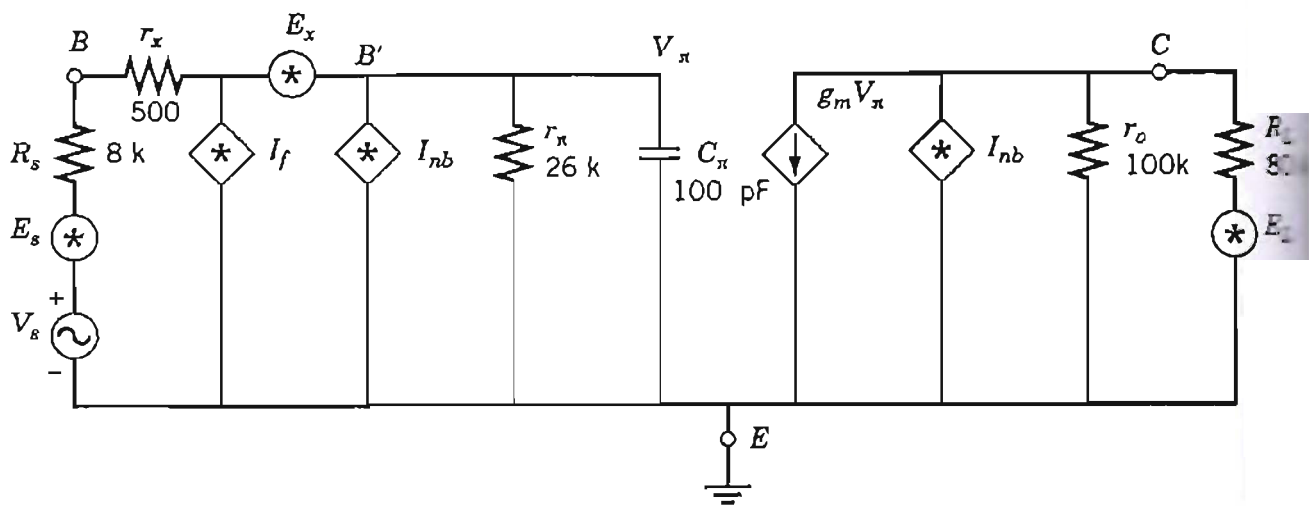 B
r_x
500
E_x
B'
V_π
C
R_s
8 k
I_f
I_nb
r_π
26 k
C_π
100 pF
g_m V_π
I_nb
r_o
100k
E_s
+
V_s
−
E